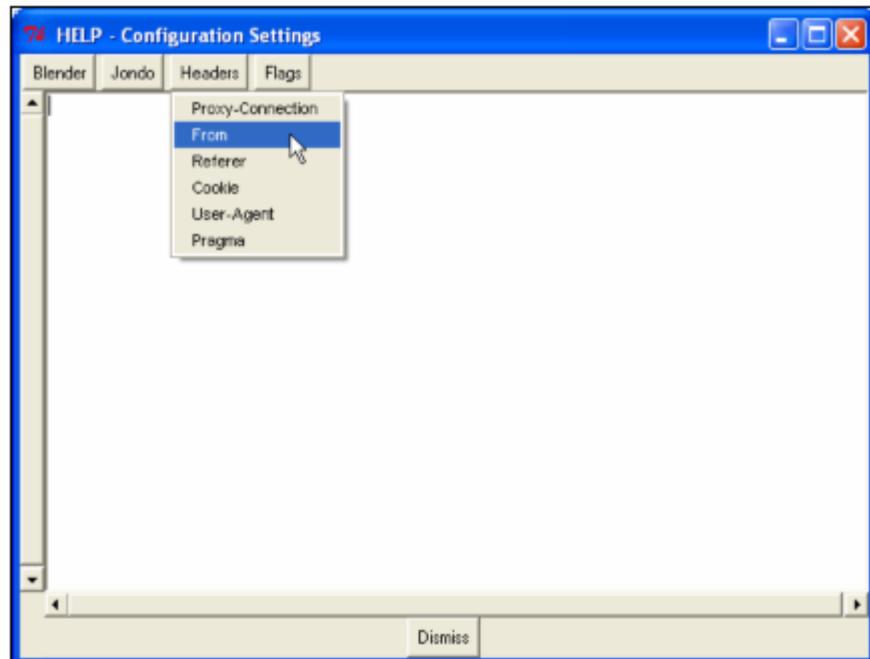 HELP - Configuration Settings
Blender Jondo Headers Flags
Proxy-Connection
From
Referer
Cookie
User-Agent
Pragma
Dismiss